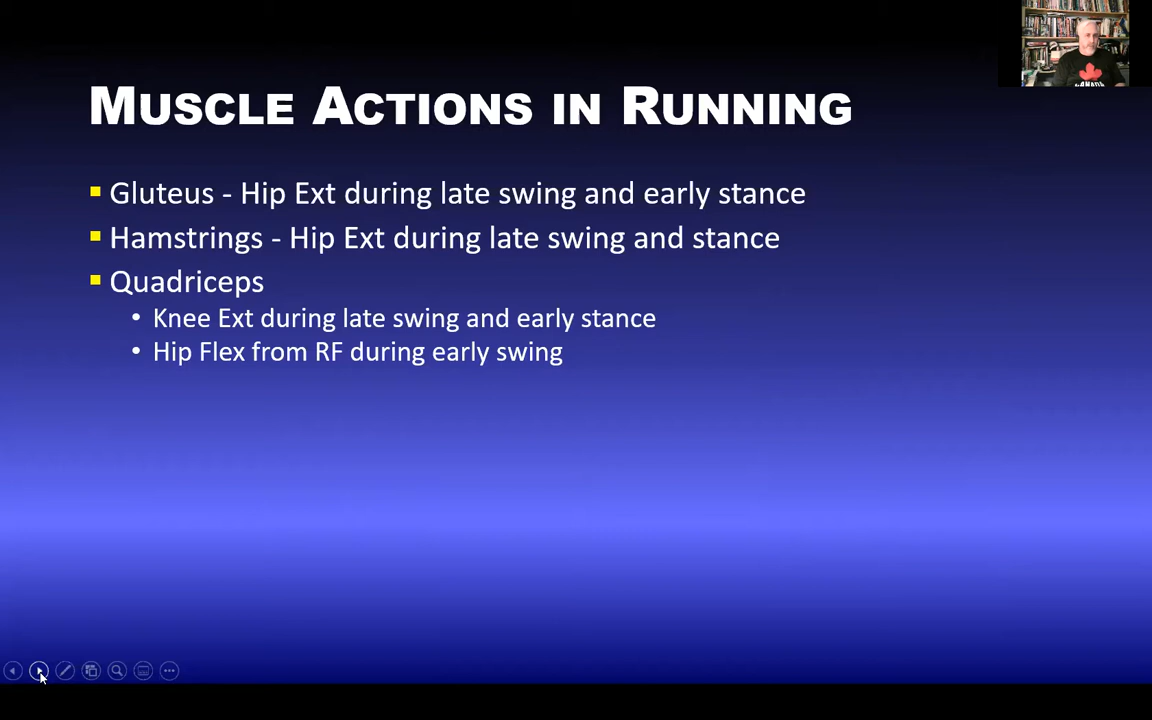 MUSCLE ACTIONS IN RUNNING
Gluteus - Hip Ext during late swing and early stance
Hamstrings - Hip Ext during late swing and stance
Quadriceps
Knee Ext during late swing and early stance
Hip Flex from RF during early swing
CANADA